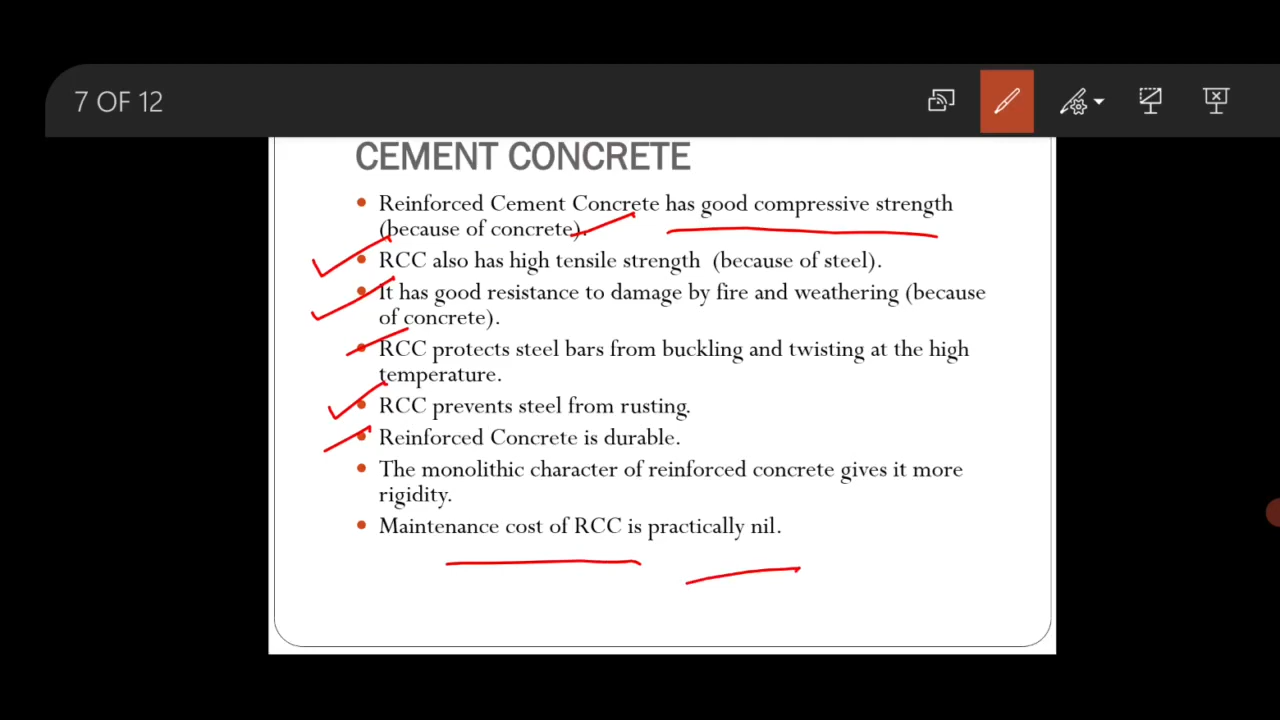 7 OF 12
CEMENT CONCRETE
• Reinforced Cement Concrete has good compressive strength
(because of concrete).
• RCC also has high tensile strength (because of steel).
• It has good resistance to damage by fire and weathering (because
of concrete).
• RCC protects steel bars from buckling and twisting at the high
temperature.
• RCC prevents steel from rusting.
• Reinforced Concrete is durable.
• The monolithic character of reinforced concrete gives it more
rigidity.
• Maintenance cost of RCC is practically nil.